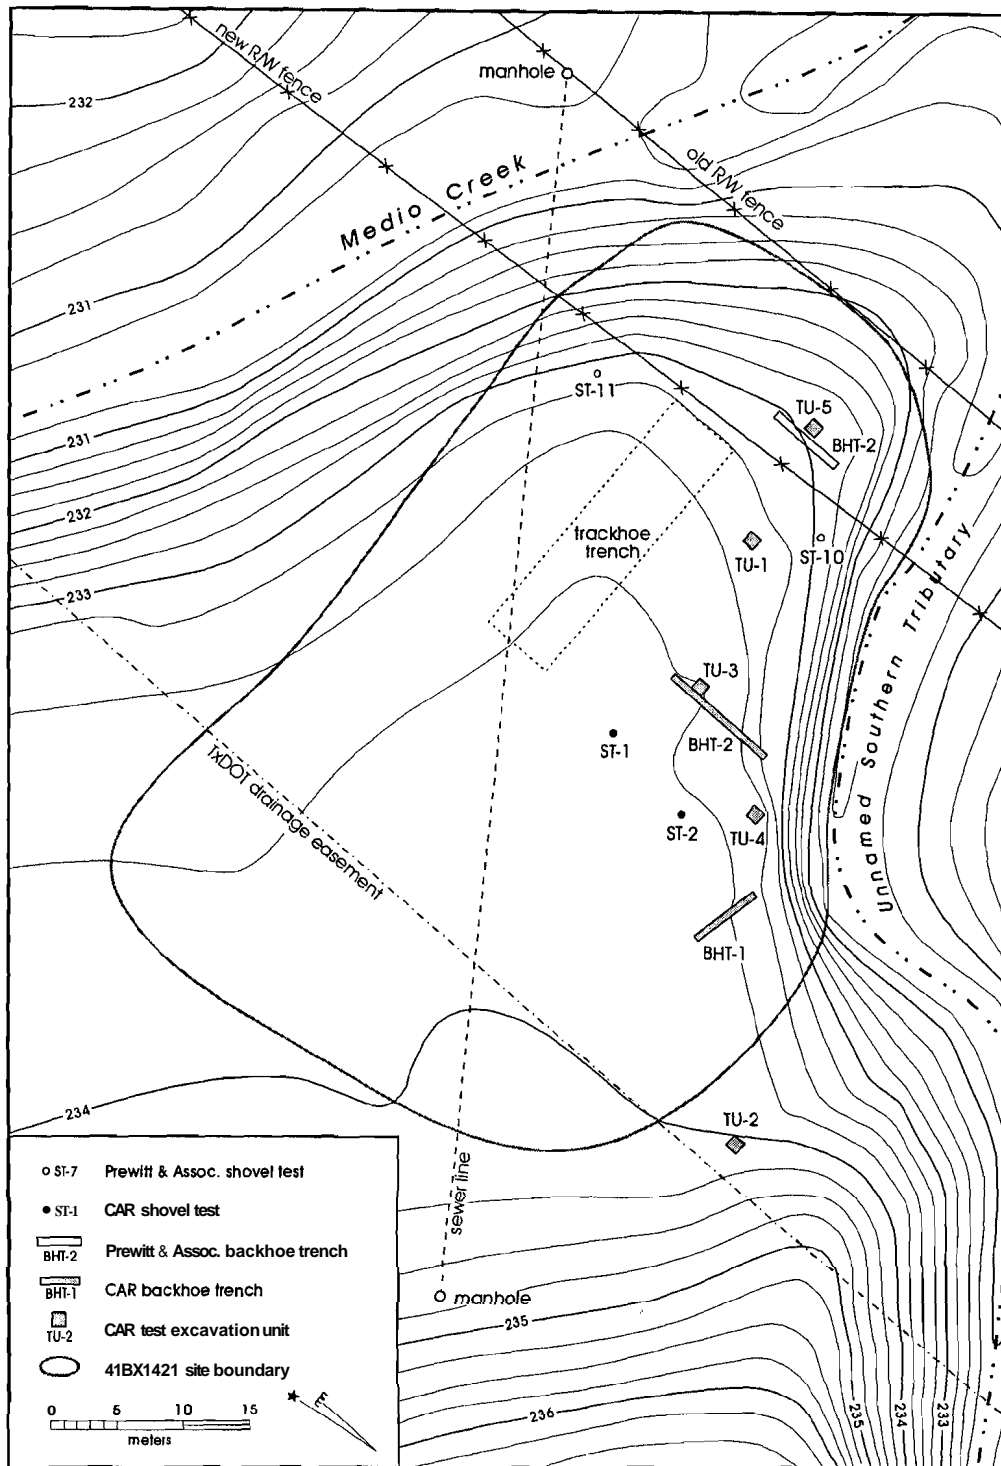 new R/W fence
manhole
232
old R/W fence
Medio Creek
231
ST-11
TU-5
BHT-2
231
232
trackhoe
trench
TU-1
ST-10
233
Unnamed Southern Tributary
TU-3
BHT-2
ST-1
TxDOT drainage easement
ST-2
TU-4
BHT-1
234
TU-2
sewer line
manhole
235
236
235
234
233
ST-7 Prewitt & Assoc. shovel test
ST-1 CAR shovel test
BHT-2 Prewitt & Assoc. backhoe trench
BHT-1 CAR backhoe trench
TU-2 CAR test excavation unit
41BX1421 site boundary
0 5 10 15
meters
E